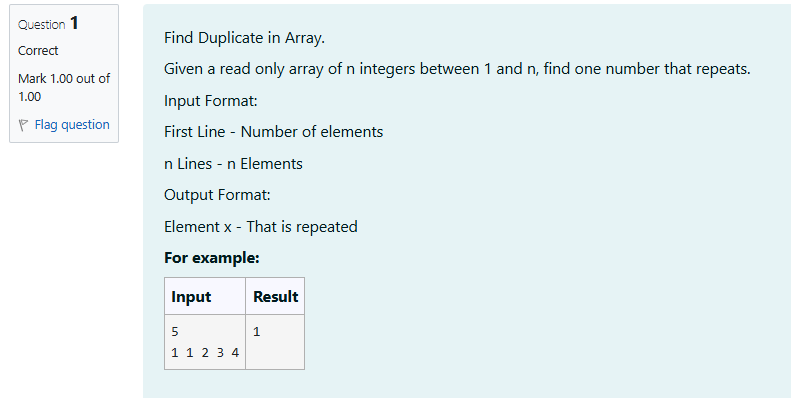 Question 1
Correct
Mark 1.00 out of
1.00
Flag question
Find Duplicate in Array.
Given a read only array of n integers between 1 and n, find one number that repeats.
Input Format:
First Line - Number of elements
n Lines - n Elements
Output Format:
Element x - That is repeated
For example:
Input Result
5 1
1 1 2 3 4